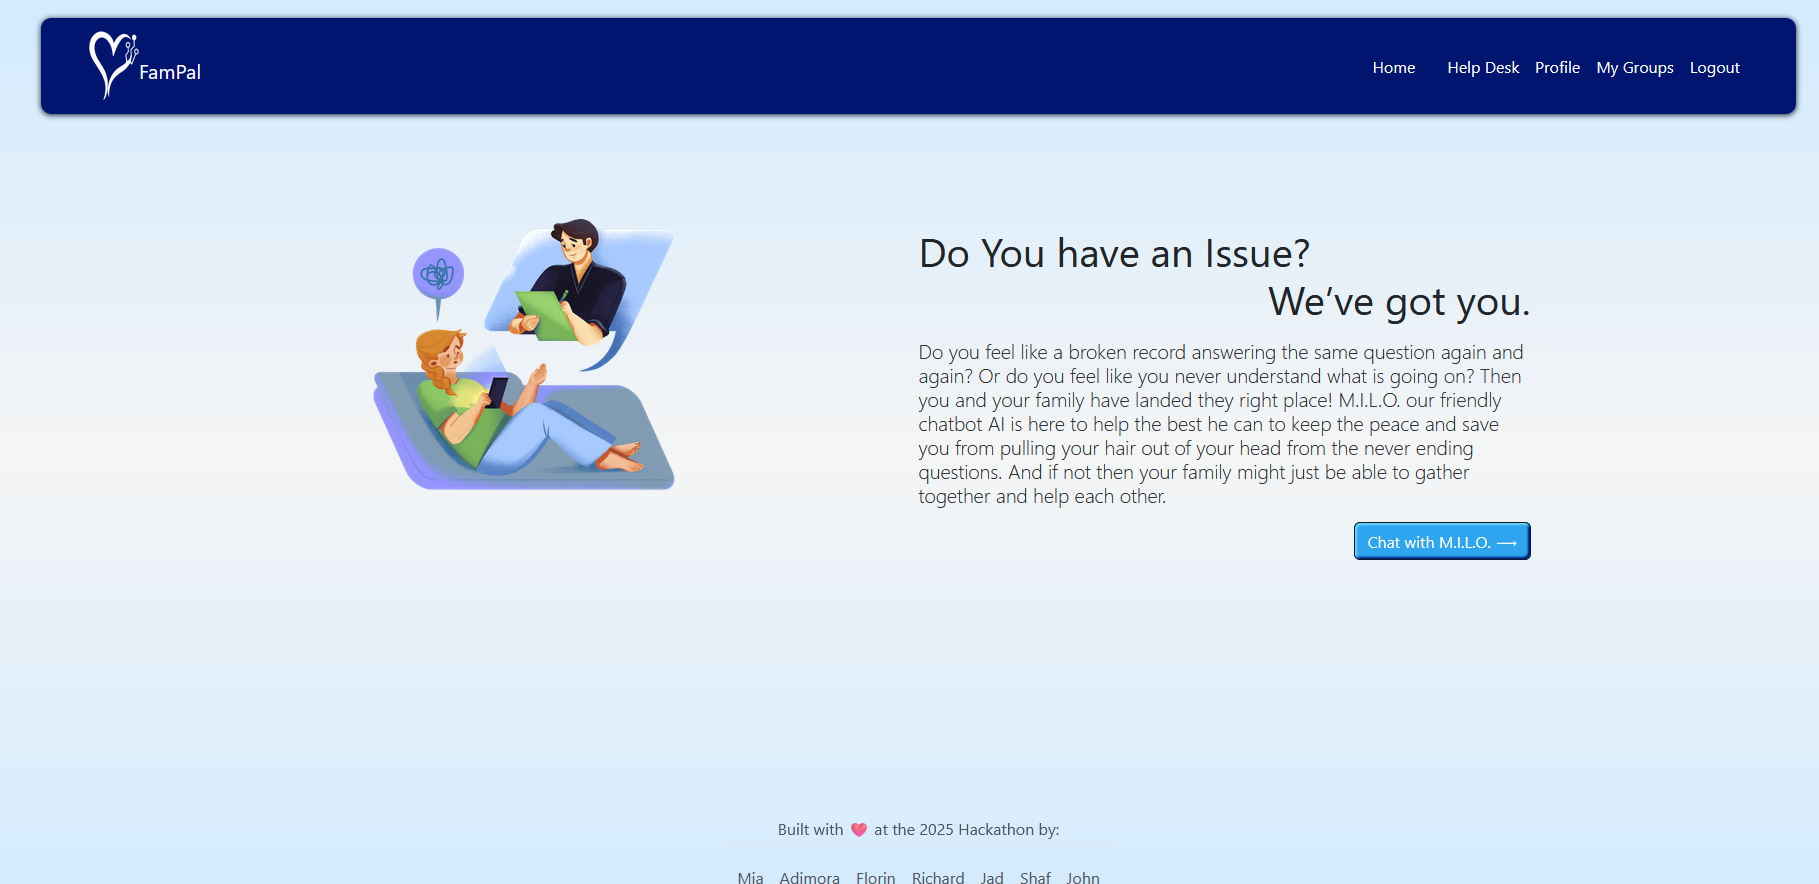 FamPal
Home Help Desk Profile My Groups Logout
Do You have an Issue?
We’ve got you.
Do you feel like a broken record answering the same question again and
again? Or do you feel like you never understand what is going on? Then
you and your family have landed they right place! M.I.L.O. our friendly
chatbot AI is here to help the best he can to keep the peace and save
you from pulling your hair out of your head from the never ending
questions. And if not then your family might just be able to gather
together and help each other.
Chat with M.I.L.O. ⟶
Built with 💗 at the 2025 Hackathon by:
Mia Adimora Florin Richard Jad Shaf John